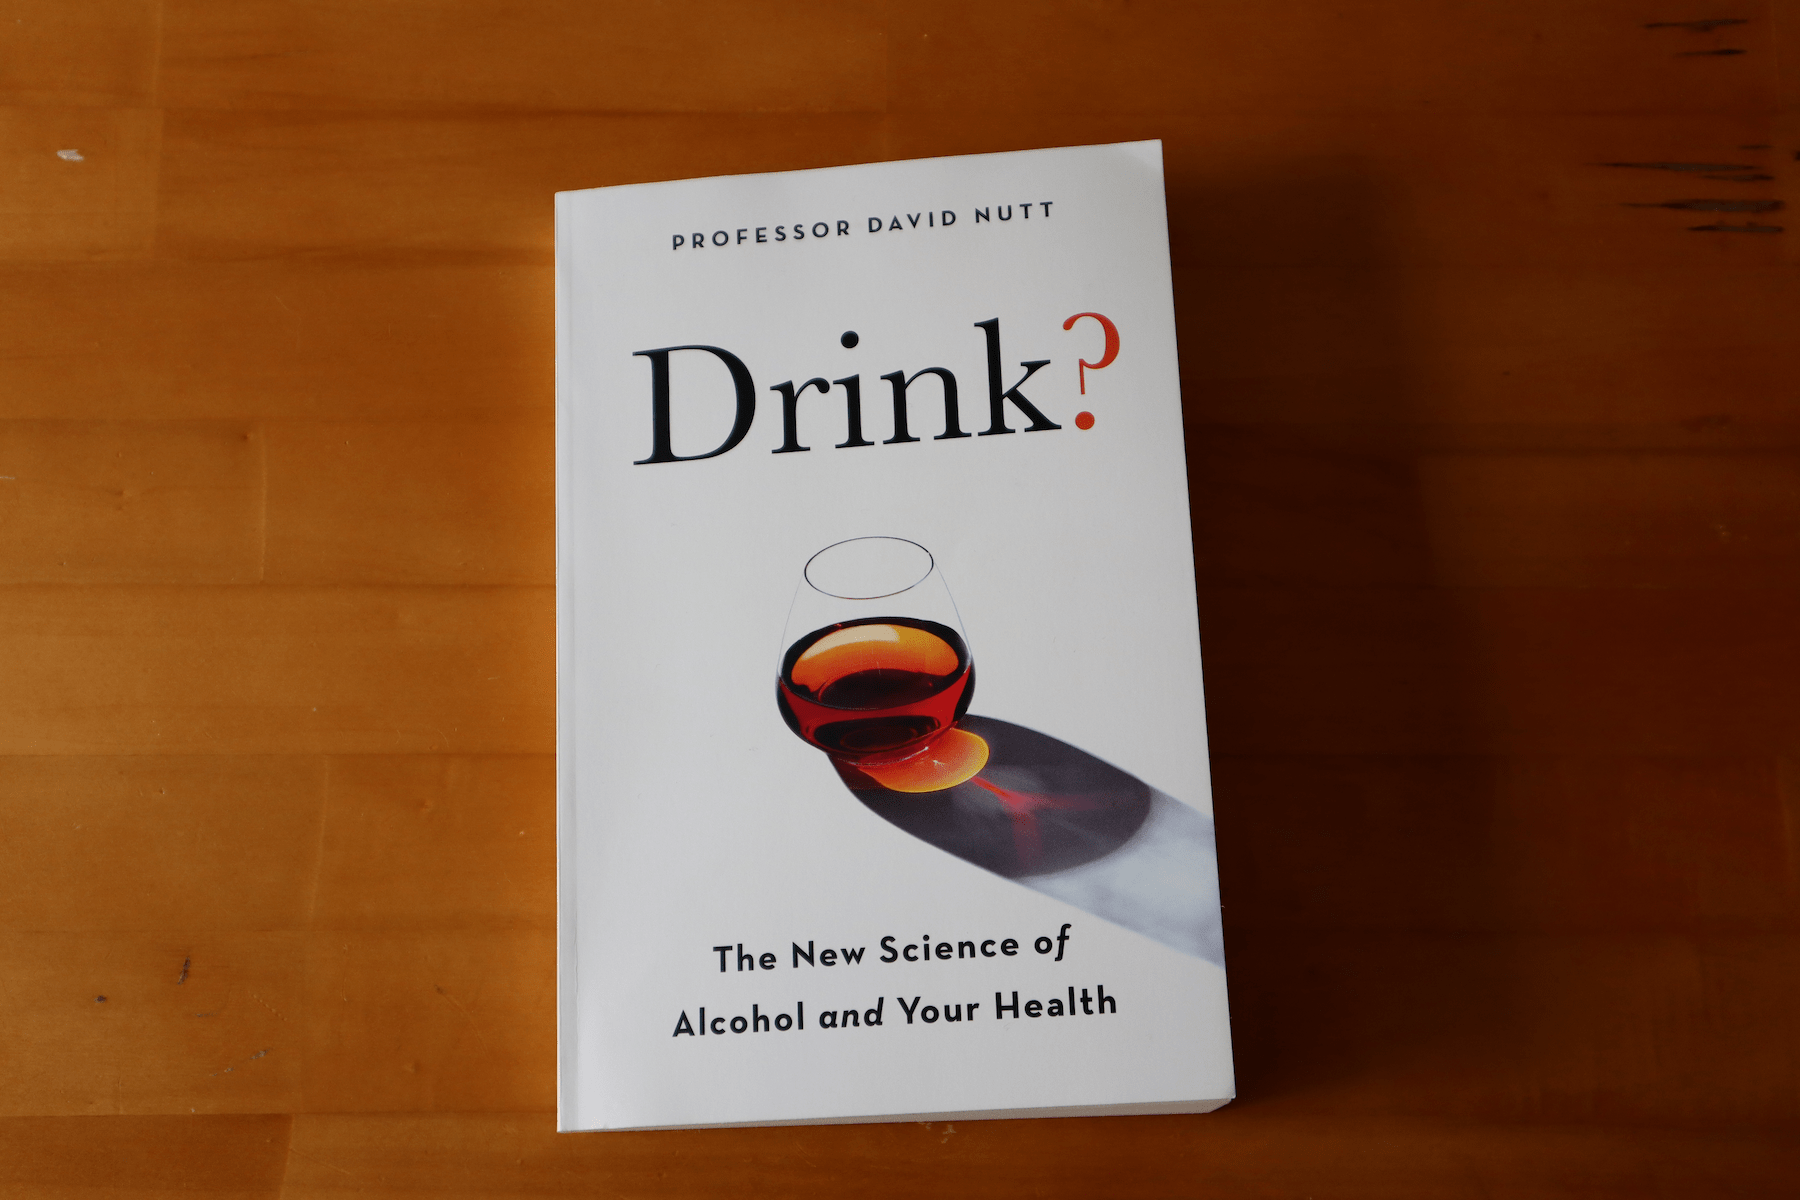 PROFESSOR DAVID NUTT
Drink?
The New Science of
Alcohol and Your Health